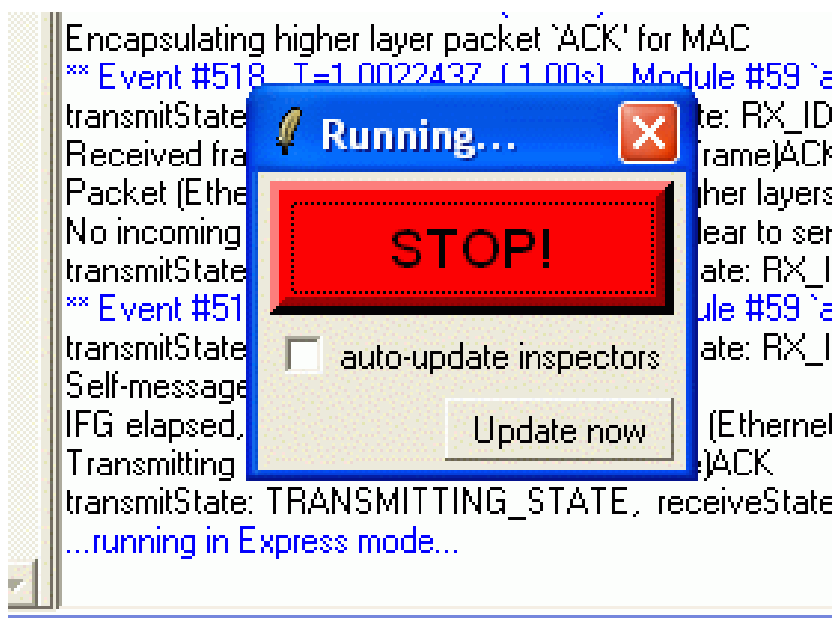 Encapsulating higher layer packet `ACK' for MAC
** Event #518 T=1.0022437 ( 1.00s) Module #59 `a
transmitState te: RX_ID
Running...
Received fra rame)ACK
Packet (Ethe her layers
No incoming lear to ser
STOP!
transmitState ate: RX_I
** Event #51 ule #59 `a
transmitState ate: RX_I
auto-update inspectors
Self-message
IFG elapsed, (Ethernet
Update now
Transmitting )ACK
transmitState: TRANSMITTING_STATE, receiveState
...running in Express mode...